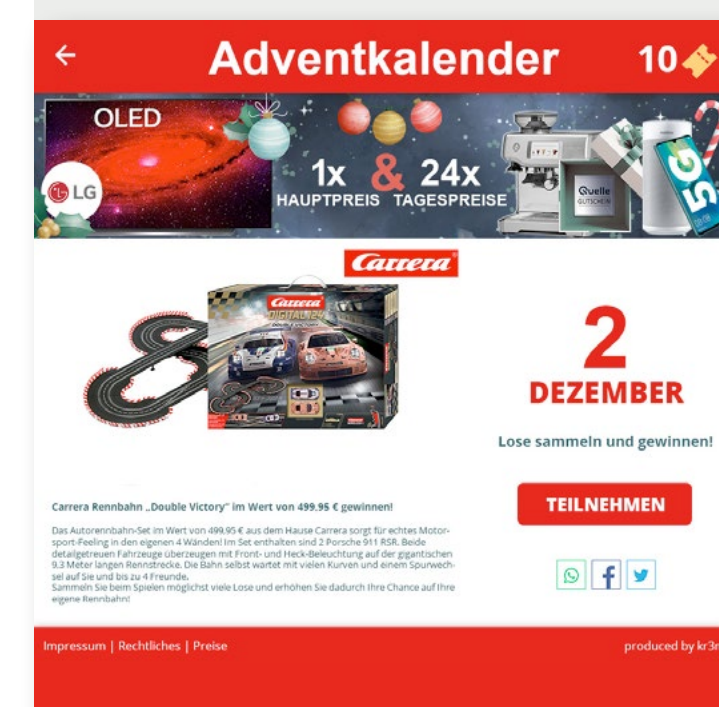 Adventkalender
10
OLED
LG
1x & 24x
HAUPTPREIS TAGESPREISE
Quelle
GUTSCHEIN
5G
Carrera
Carrera
DIGITAL 124
DOUBLE VICTORY
2
DEZEMBER
Lose sammeln und gewinnen!
TEILNEHMEN
Carrera Rennbahn „Double Victory“ im Wert von 499,95 € gewinnen!
Das Autorennbahn-Set im Wert von 499,95 € aus dem Hause Carrera sorgt für echtes Motor-
sport-Feeling in den eigenen 4 Wänden! Im Set enthalten sind 2 Porsche 911 RSR. Beide
detailgetreuen Fahrzeuge überzeugen mit Front- und Heck-Beleuchtung auf der gigantischen
9,3 Meter langen Rennstrecke. Die Bahn selbst wartet mit vielen Kurven und einem Spurwech-
sel auf Sie und bis zu 4 Freunde.
Sammeln Sie beim Spielen möglichst viele Lose und erhöhen Sie dadurch Ihre Chance auf Ihre
eigene Rennbahn!
Impressum | Rechtliches | Preise
produced by kr3m